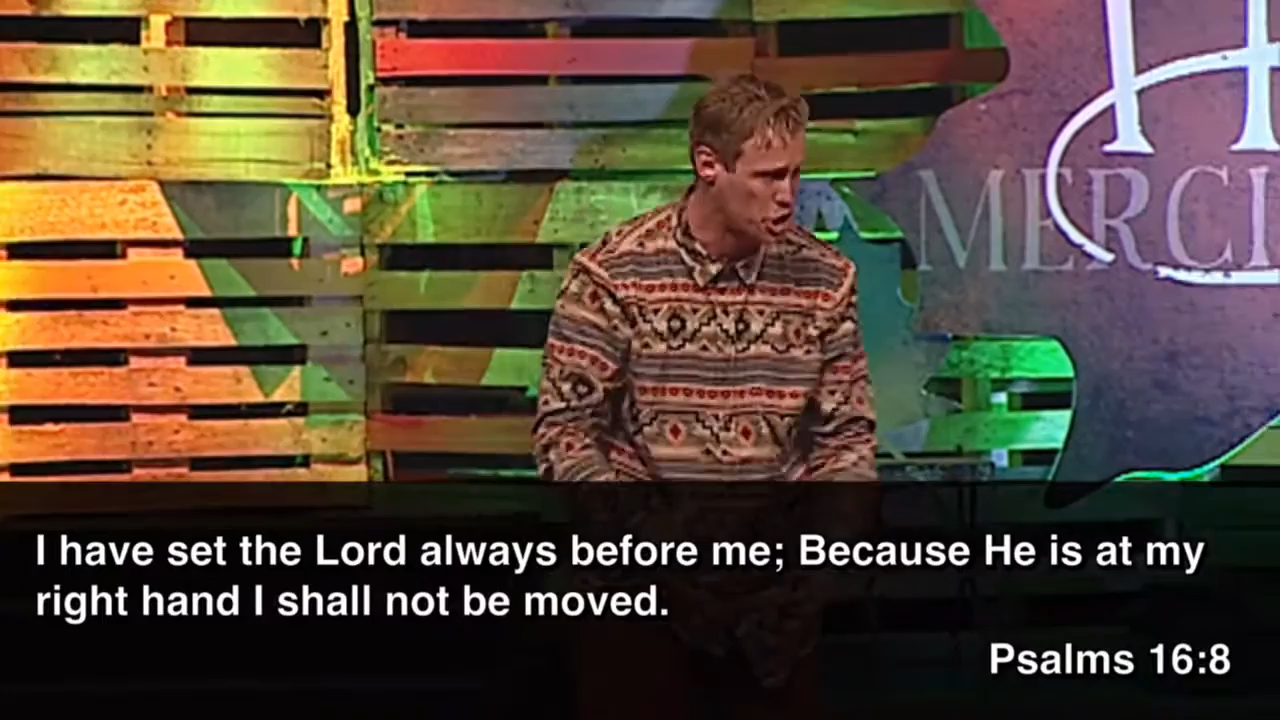 H
MERCI
I have set the Lord always before me; Because He is at my
right hand I shall not be moved.
Psalms 16:8